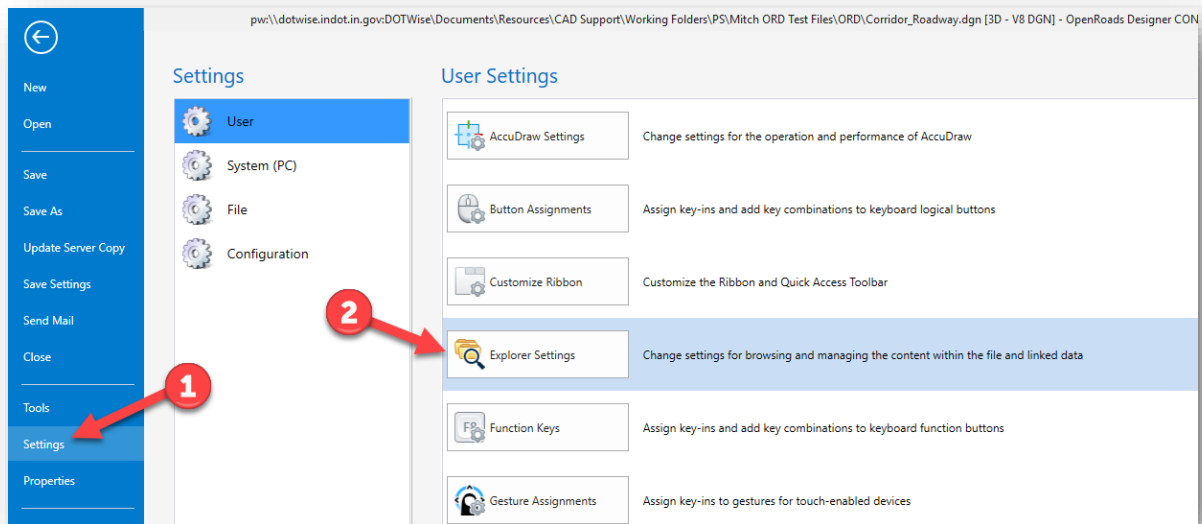 pw:\\dotwise.indot.in.gov:DOTWise\Documents\Resources\CAD Support\Working Folders\PS\Mitch ORD Test Files\ORD\Corridor_Roadway.dgn [3D - V8 DGN] - OpenRoads Designer CON
New
Open
Save
Save As
Update Server Copy
Save Settings
Send Mail
Close
Tools
Settings
Properties
1
Settings
User
System (PC)
File
Configuration
2
User Settings
AccuDraw Settings Change settings for the operation and performance of AccuDraw
Button Assignments Assign key-ins and add key combinations to keyboard logical buttons
Customize Ribbon Customize the Ribbon and Quick Access Toolbar
Explorer Settings Change settings for browsing and managing the content within the file and linked data
F8 Function Keys Assign key-ins and add key combinations to keyboard function buttons
Gesture Assignments Assign key-ins to gestures for touch-enabled devices